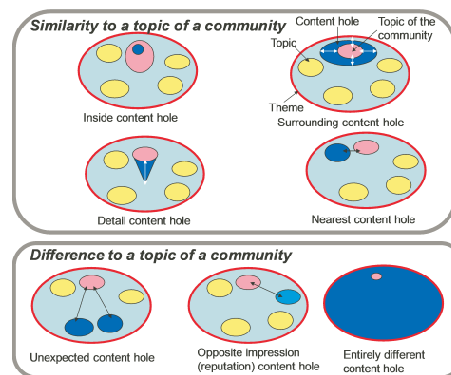 Similarity to a topic of a community
Content hole
Topic of the
community
Topic
Theme
Inside content hole
Surrounding content hole
Detail content hole
Nearest content hole
Difference to a topic of a community
Unexpected content hole
Opposite impression
(reputation) content hole
Entirely different
content hole